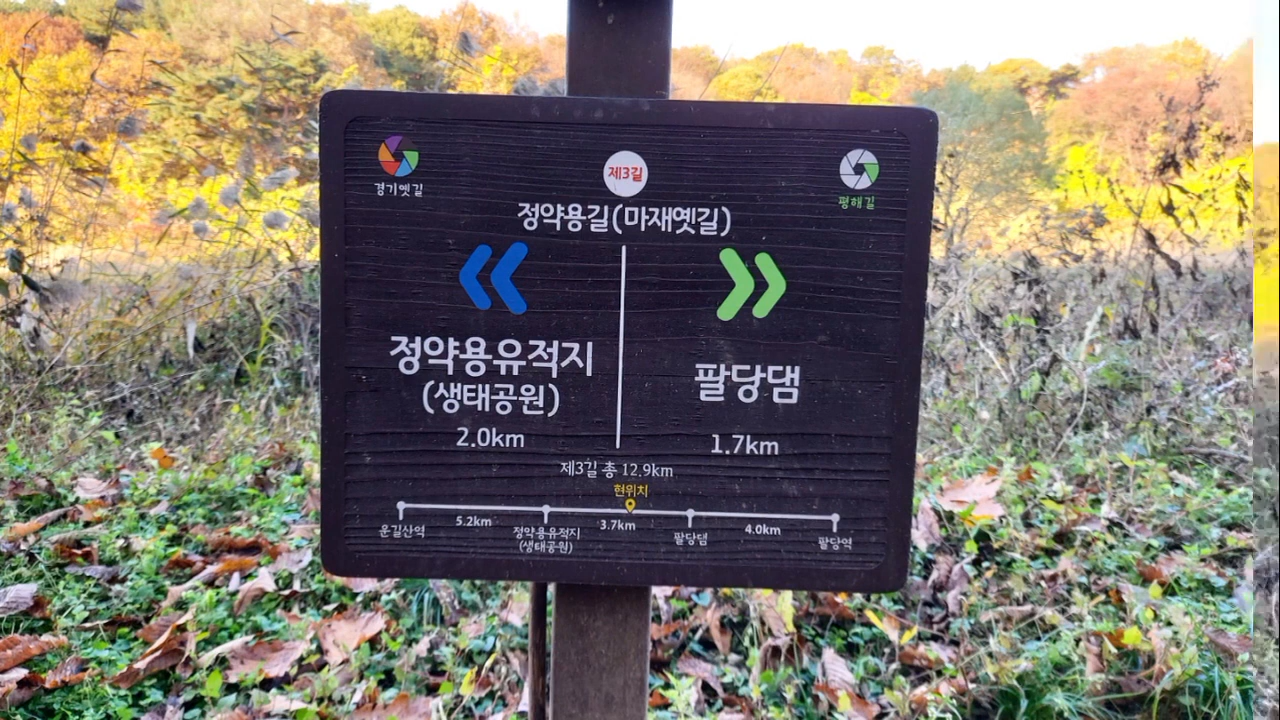 경기옛길
제3길
평해길
정약용길(마재옛길)
정약용유적지
(생태공원)
2.0km
팔당댐
1.7km
제3길 총 12.9km
현위치
5.2km
3.7km
4.0km
운길산역
정약용유적지
(생태공원)
팔당댐
팔당역